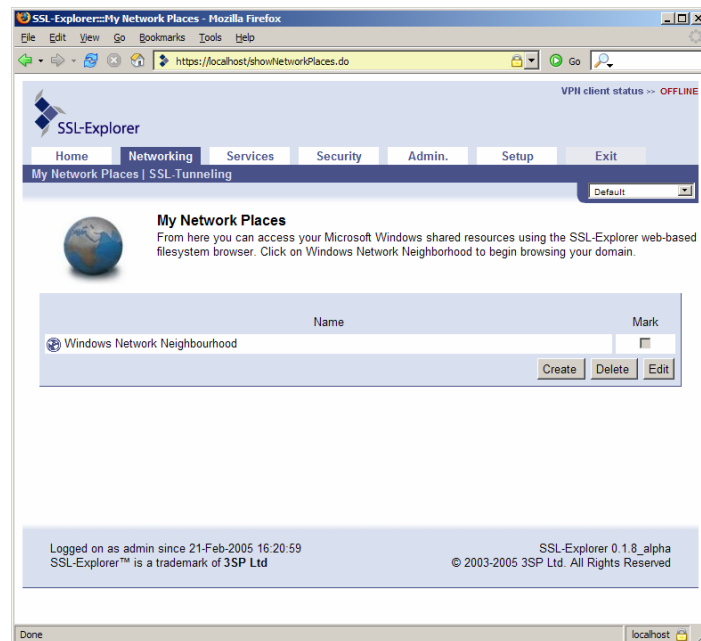 SSL-Explorer:::My Network Places - Mozilla Firefox
File Edit View Go Bookmarks Tools Help
https://localhost/showNetworkPlaces.do Go
VPN client status >> OFFLINE
SSL-Explorer
Home Networking Services Security Admin. Setup Exit
My Network Places | SSL-Tunneling
Default
My Network Places
From here you can access your Microsoft Windows shared resources using the SSL-Explorer web-based
filesystem browser. Click on Windows Network Neighborhood to begin browsing your domain.
Name Mark
Windows Network Neighbourhood
Create Delete Edit
Logged on as admin since 21-Feb-2005 16:20:59 SSL-Explorer 0.1.8_alpha
SSL-Explorer™ is a trademark of 3SP Ltd © 2003-2005 3SP Ltd. All Rights Reserved
Done localhost